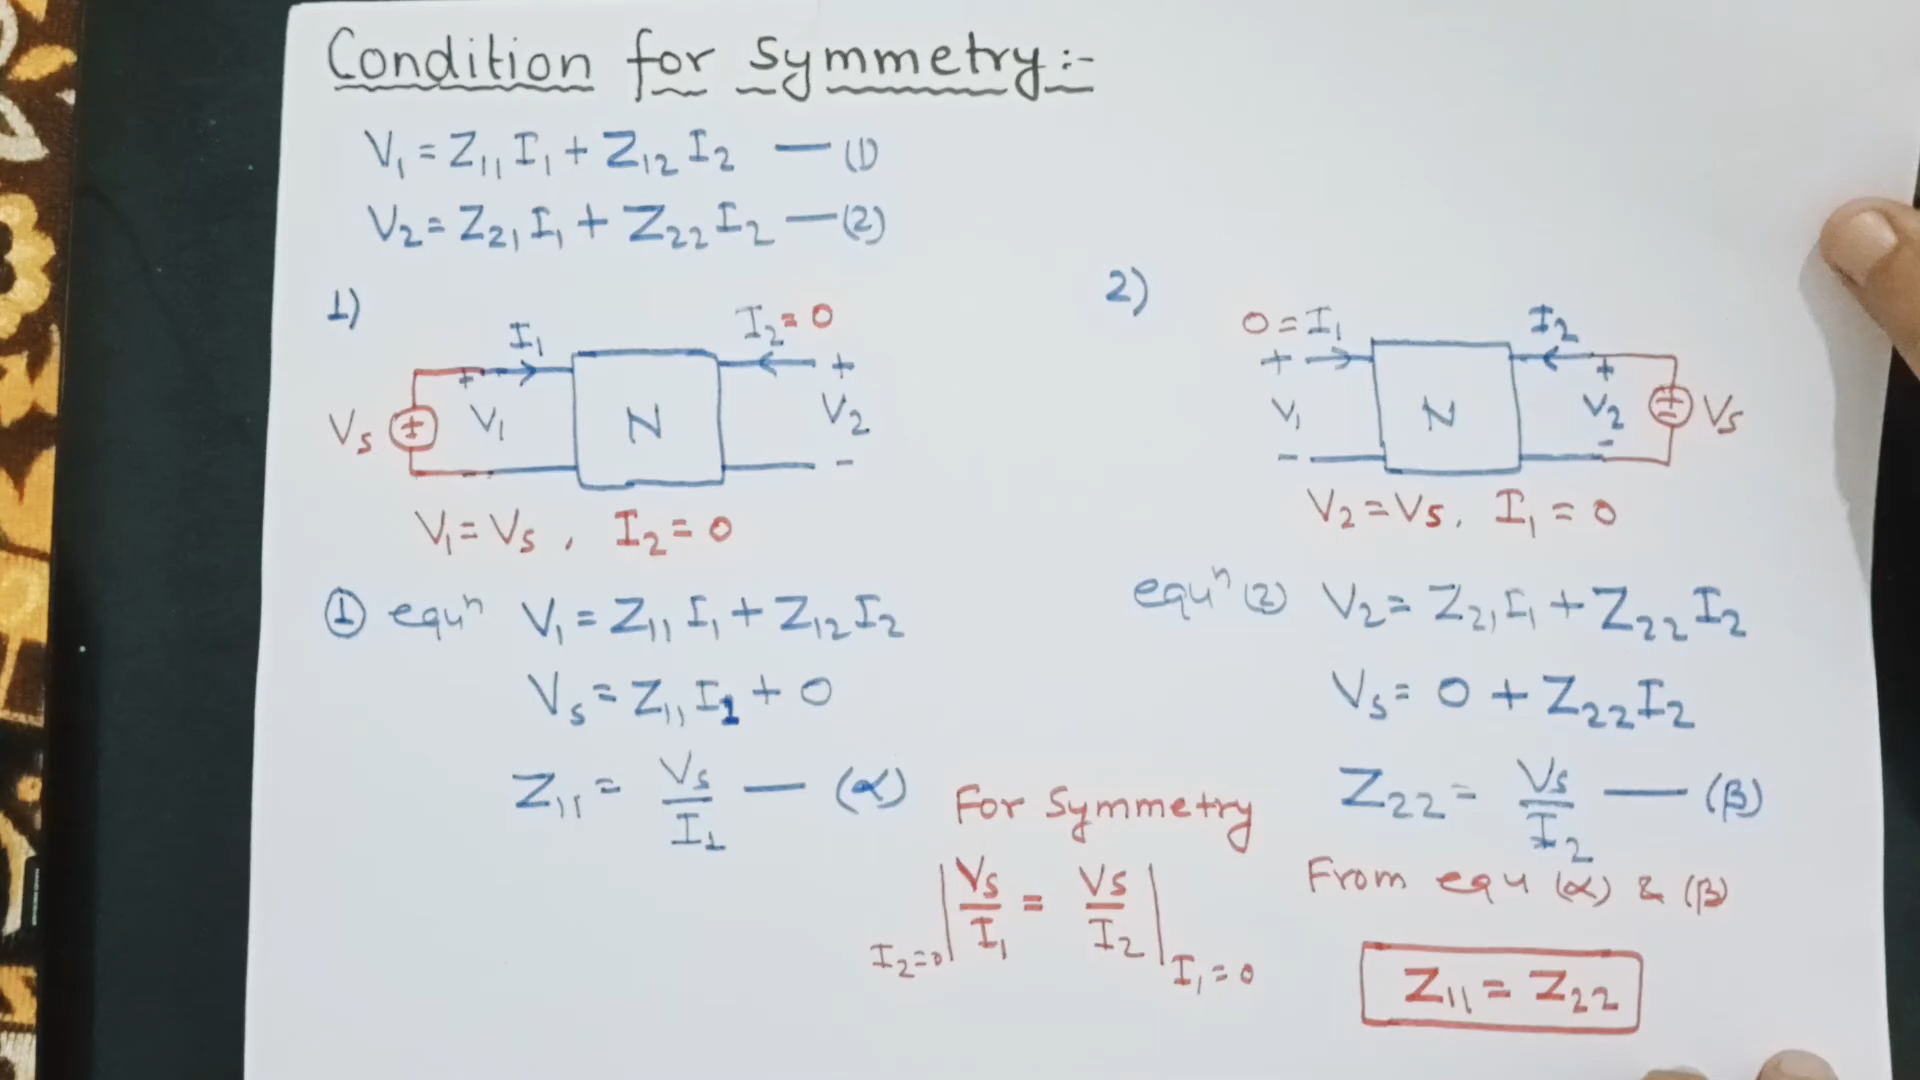 Condition for Symmetry:-
V₁ = Z₁₁ I₁ + Z₁₂ I₂ — (1)
V₂ = Z₂₁ I₁ + Z₂₂ I₂ — (2)
1)
I₁
I₂ = 0
Vs
+
+
V₁
N
+
V₂
-
V₁ = Vs , I₂ = 0
① equⁿ V₁ = Z₁₁ I₁ + Z₁₂ I₂
Vs = Z₁₁ I₁ + 0
Z₁₁ = Vs/I₁ — (α)
2)
0 = I₁
I₂
+
V₁
-
N
+
V₂
-
±
Vs
V₂ = Vs, I₁ = 0
equⁿ (2) V₂ = Z₂₁ I₁ + Z₂₂ I₂
Vs = 0 + Z₂₂ I₂
Z₂₂ = Vs/I₂ — (β)
For Symmetry
I₂=0 | Vs/I₁ = Vs/I₂ | I₁ = 0
From equ (α) & (β)
Z₁₁ = Z₂₂